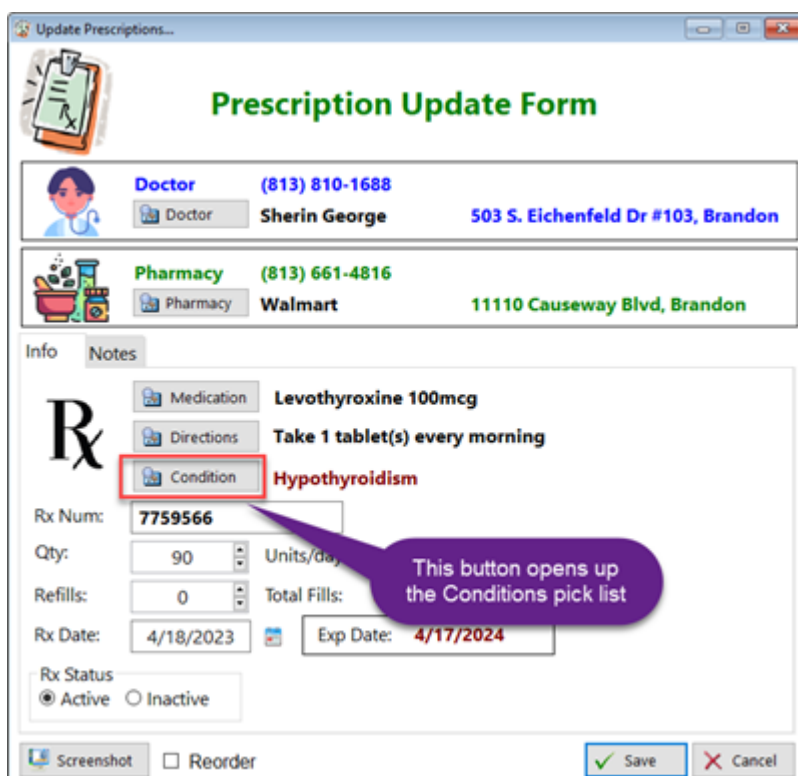 Update Prescriptions...
Prescription Update Form
Doctor (813) 810-1688
Doctor Sherin George 503 S. Eichenfeld Dr #103, Brandon
Pharmacy (813) 661-4816
Pharmacy Walmart 11110 Causeway Blvd, Brandon
Info Notes
Rx
Medication Levothyroxine 100mcg
Directions Take 1 tablet(s) every morning
Condition Hypothyroidism
Rx Num: 7759566
Qty: 90
This button opens up
the Conditions pick list
Refills: 0 Total Fills:
Rx Date: 4/18/2023 Exp Date: 4/17/2024
Rx Status
Active Inactive
Screenshot Reorder Save Cancel